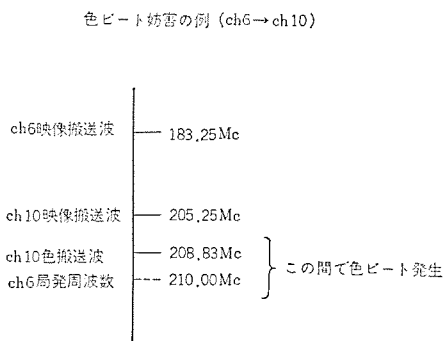 色ビート妨害の例 (ch6→ch10)
ch6映像搬送波 183.25Mc
ch10映像搬送波 205.25Mc
ch10色搬送波 208.83Mc
ch6局発周波数 210.00Mc
この間で色ビート発生